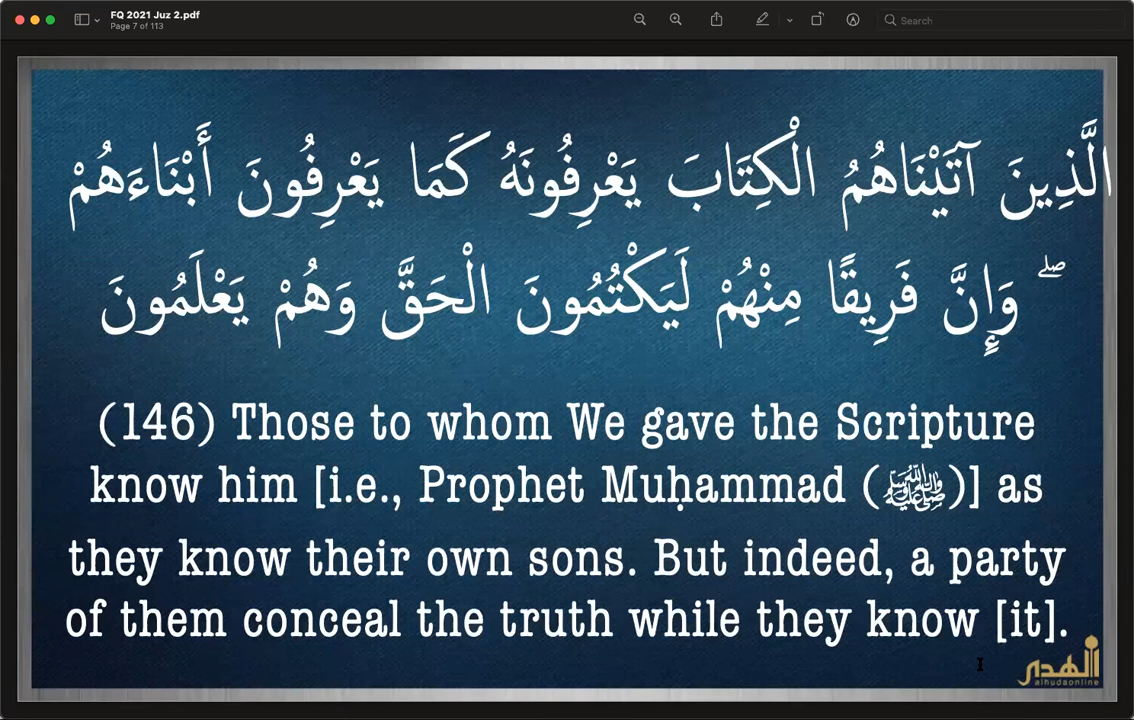 FQ 2021 Juz 2.pdf
Page 7 of 113
Search
الَّذِينَ آتَيْنَاهُمُ الْكِتَابَ يَعْرِفُونَهُ كَمَا يَعْرِفُونَ أَبْنَاءَهُمْ
ۖ وَإِنَّ فَرِيقًا مِنْهُمْ لَيَكْتُمُونَ الْحَقَّ وَهُمْ يَعْلَمُونَ
(146) Those to whom We gave the Scripture
know him [i.e., Prophet Muḥammad (ﷺ)] as
they know their own sons. But indeed, a party
of them conceal the truth while they know [it].
الهدى
alhudaonline